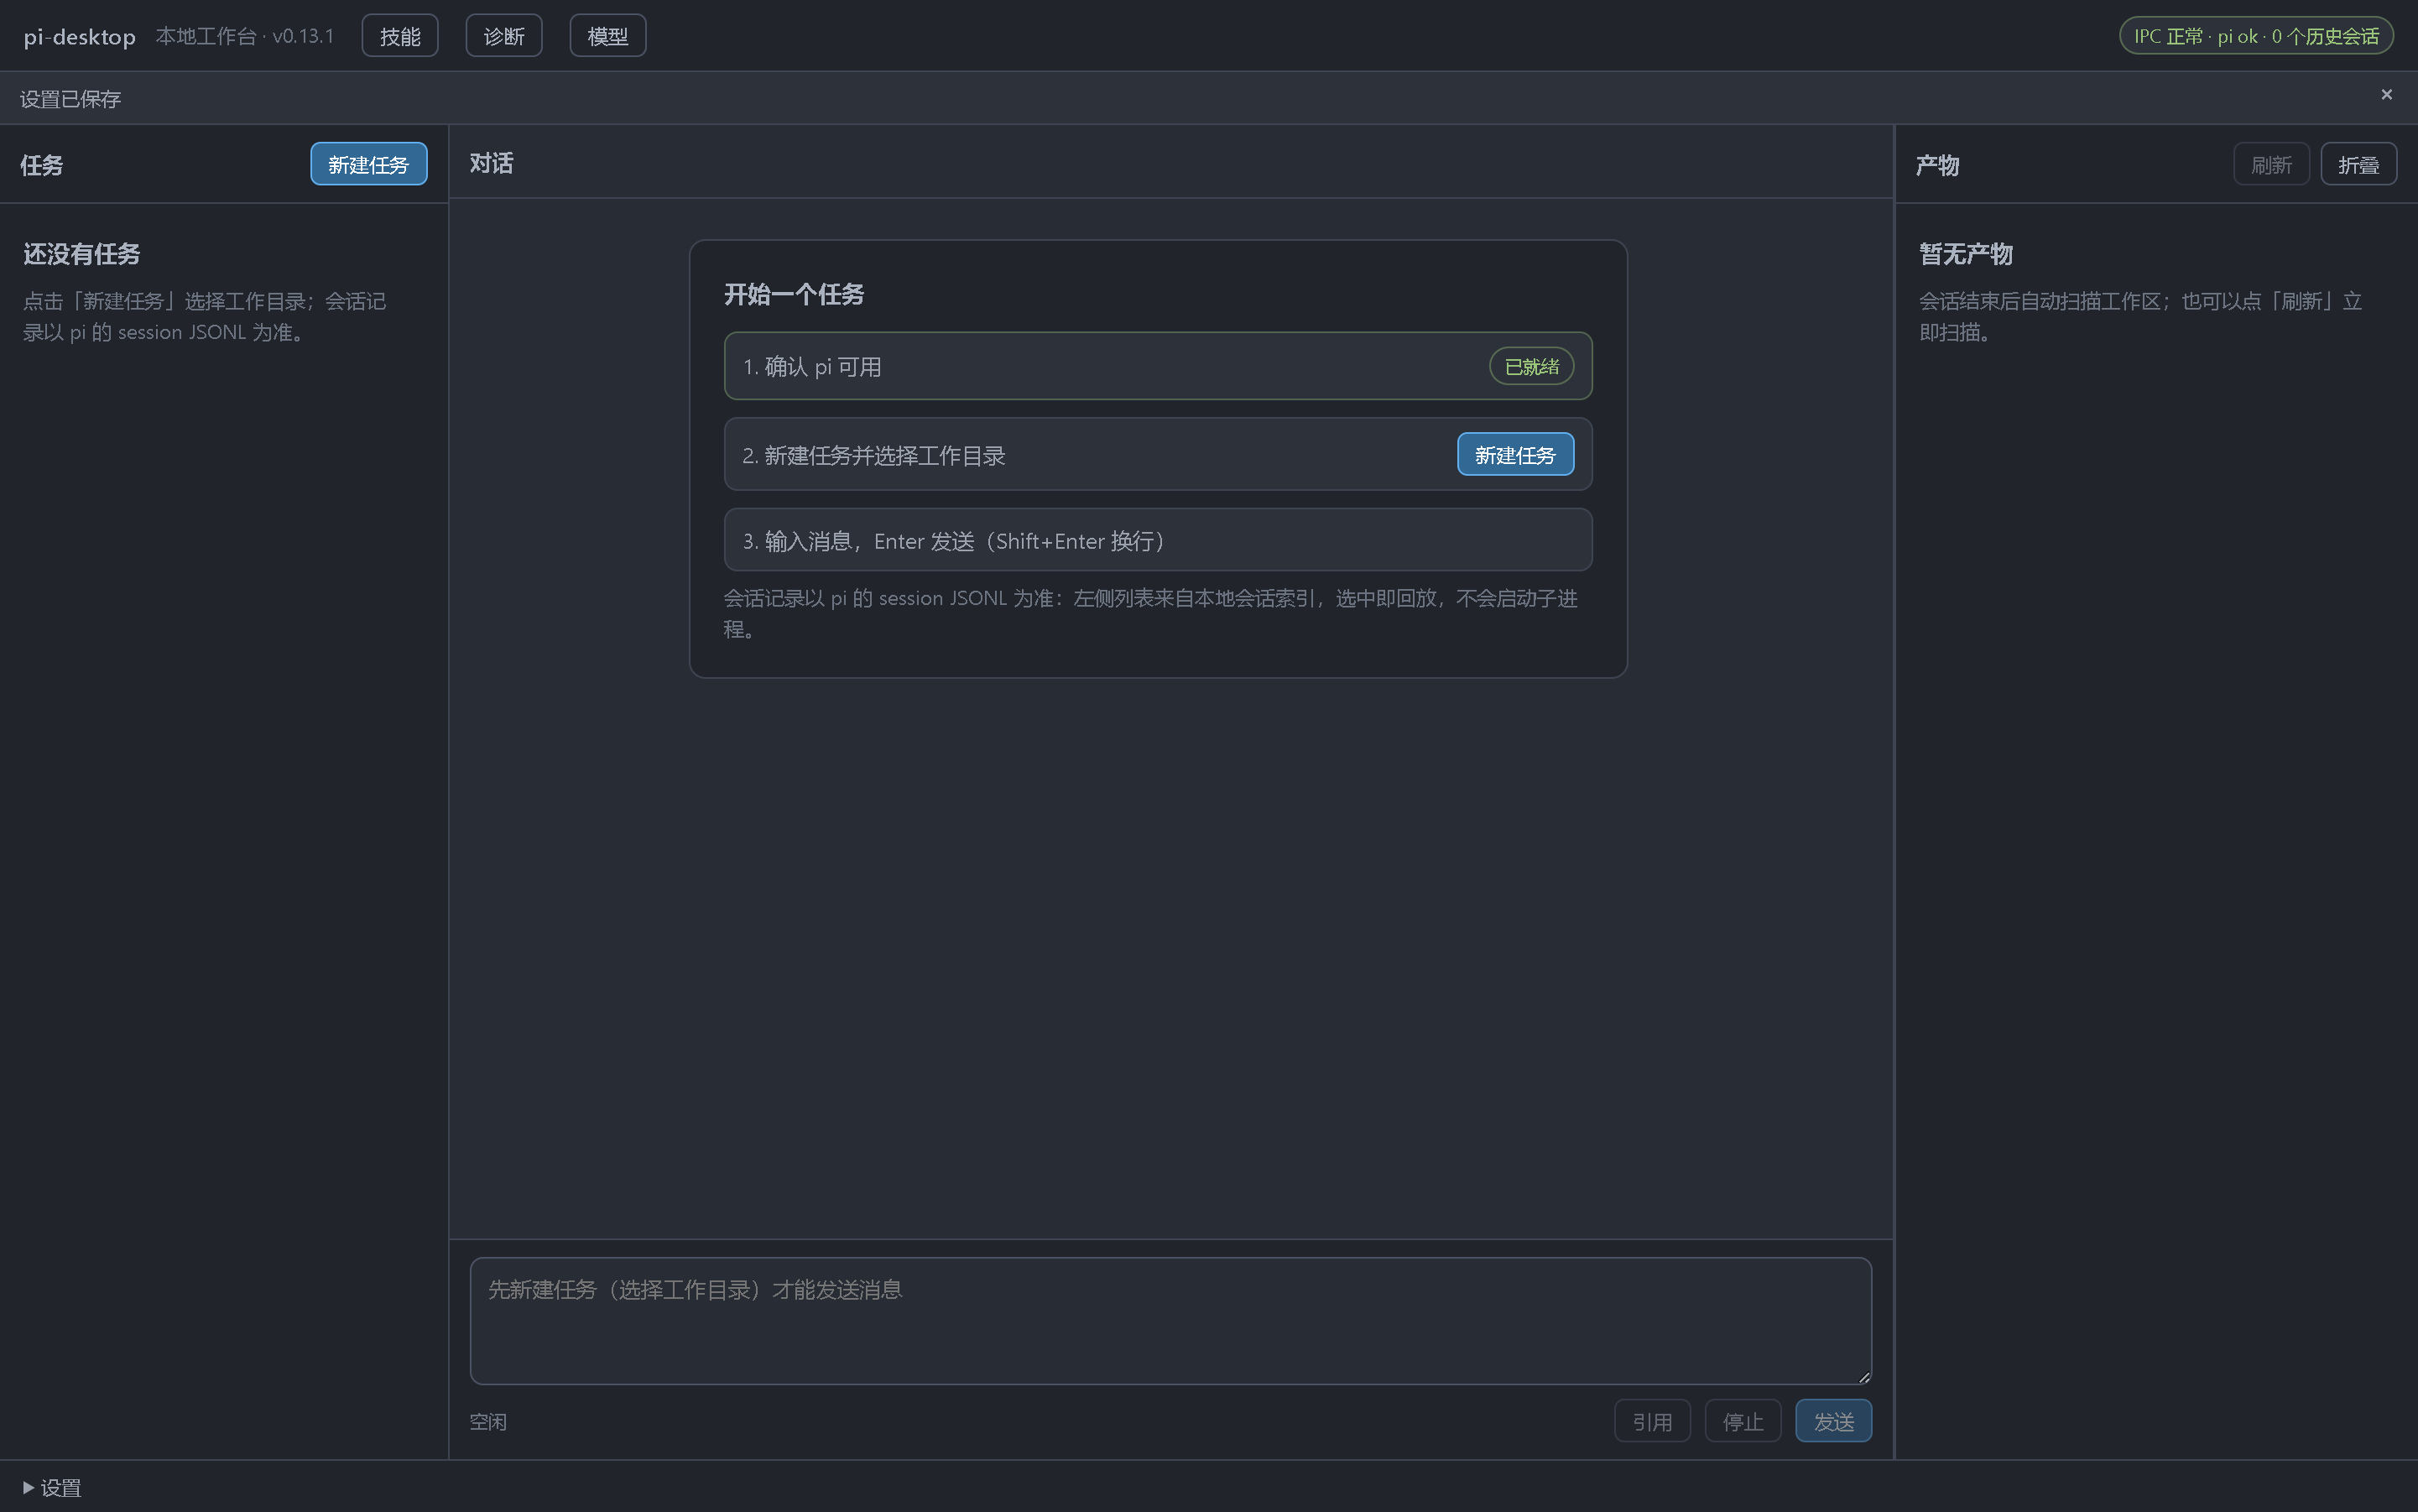 pi-desktop 本地工作台 · v0.13.1 技能 诊断 模型 IPC 正常 · pi ok · 0 个历史会话
设置已保存 ×
任务 新建任务
还没有任务
点击「新建任务」选择工作目录；会话记
录以 pi 的 session JSONL 为准。
对话
开始一个任务
1. 确认 pi 可用 已就绪
2. 新建任务并选择工作目录 新建任务
3. 输入消息，Enter 发送（Shift+Enter 换行）
会话记录以 pi 的 session JSONL 为准：左侧列表来自本地会话索引，选中即回放，不会启动子进
程。
先新建任务（选择工作目录）才能发送消息
空闲 引用 停止 发送
产物 刷新 折叠
暂无产物
会话结束后自动扫描工作区；也可以点「刷新」立
即扫描。
▶ 设置